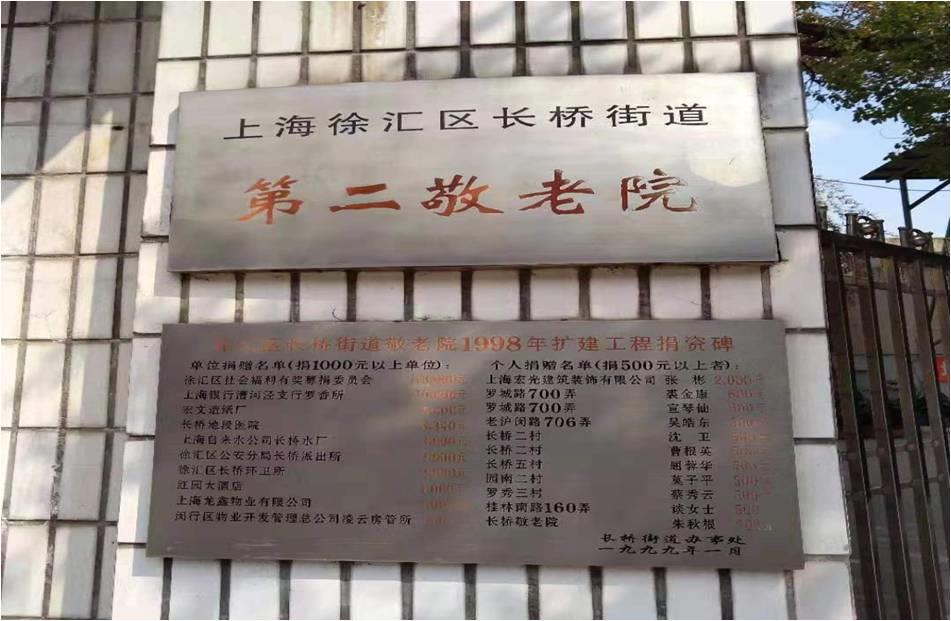 上海徐汇区长桥街道
第二敬老院
徐汇区长桥街道敬老院1998年扩建工程捐资碑
单位捐赠名单(捐1000元以上单位):
徐汇区社会福利有奖募捐委员会
上海银行漕河泾支行罗香所
宏文造纸厂
长桥地段医院
上海自来水公司长桥水厂
徐汇区公安分局长桥派出所
徐汇区长桥环卫所
江园大酒店
上海龙鑫物业有限公司
闵行区物业开发管理总公司凌云房管所
个人捐赠名单(捐500元以上者):
上海宏光建筑装饰有限公司 张彬 2,000元
罗城路700弄 裘金康 800元
罗城路700弄 宣琴仙
老沪闵路706弄 吴皓东
长桥二村 沈卫
长桥二村 曹根英
长桥五村 屈蓉华
园南二村 莫子平
罗秀三村 蔡秀云
桂林南路160弄 谈女士
长桥敬老院 朱秋根
长桥街道办事处
一九九九年一月